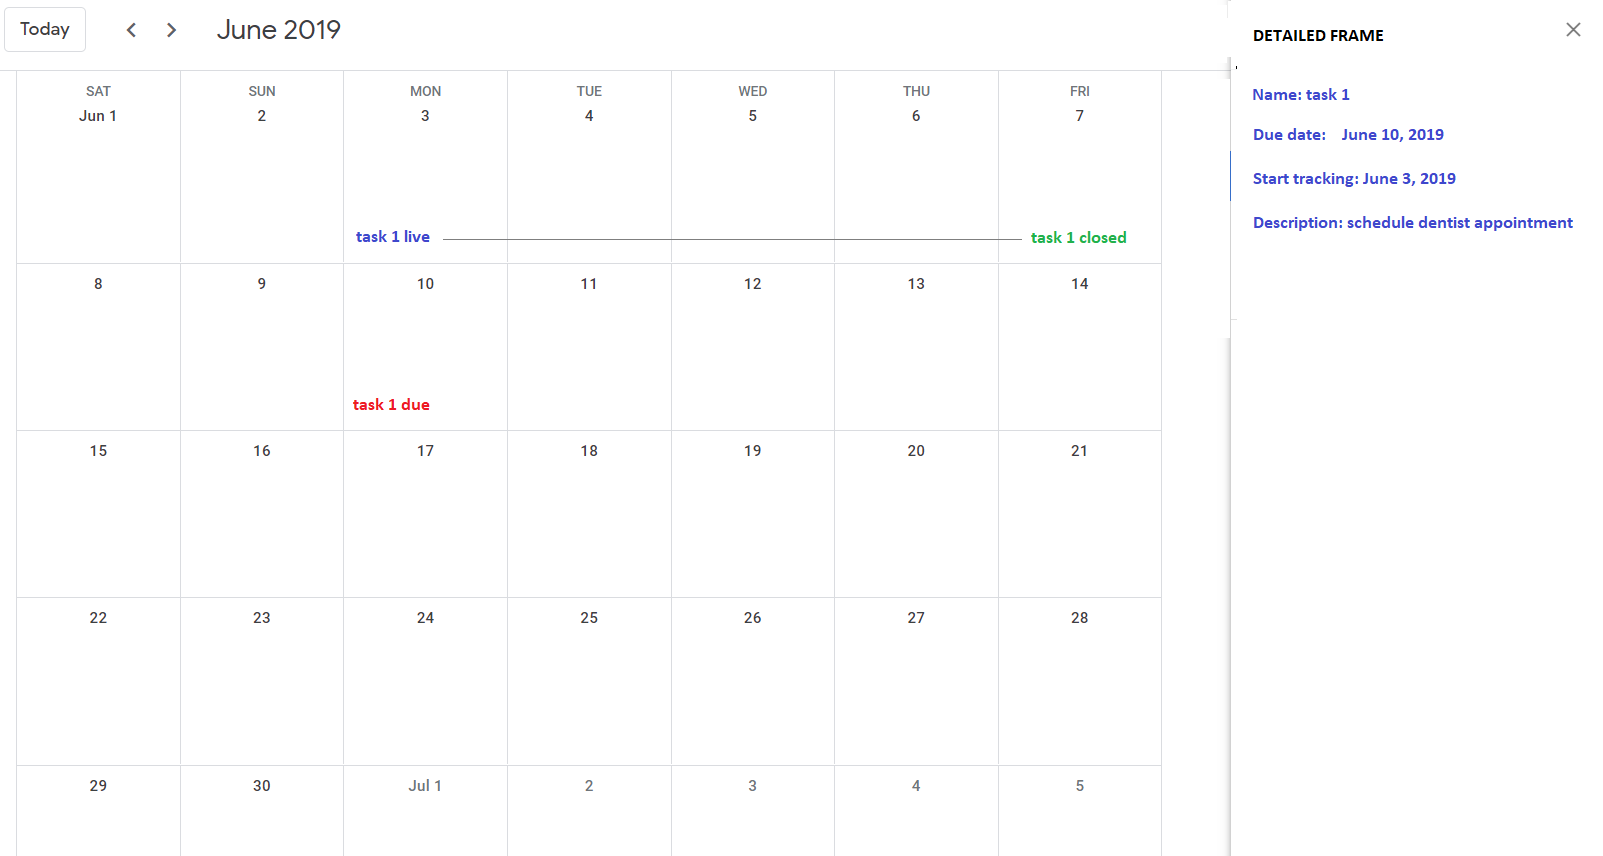 Today
June 2019
SAT SUN MON TUE WED THU FRI
Jun 1 2 3 4 5 6 7
task 1 live task 1 closed
8 9 10 11 12 13 14
task 1 due
15 16 17 18 19 20 21
22 23 24 25 26 27 28
29 30 Jul 1 2 3 4 5
DETAILED FRAME
Name: task 1
Due date: June 10, 2019
Start tracking: June 3, 2019
Description: schedule dentist appointment